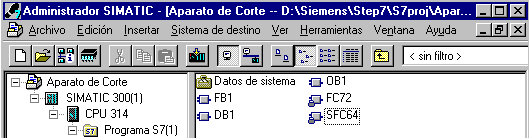 Administrador SIMATIC - [Aparato de Corte -- D:\Siemens\Step7\S7proj\Apar...
Archivo Edición Insertar Sistema de destino Ver Herramientas Ventana Ayuda
< sin filtro >
Aparato de Corte
SIMATIC 300(1)
CPU 314
Programa S7(1)
Datos de sistema OB1
FB1 FC72
DB1 SFC64